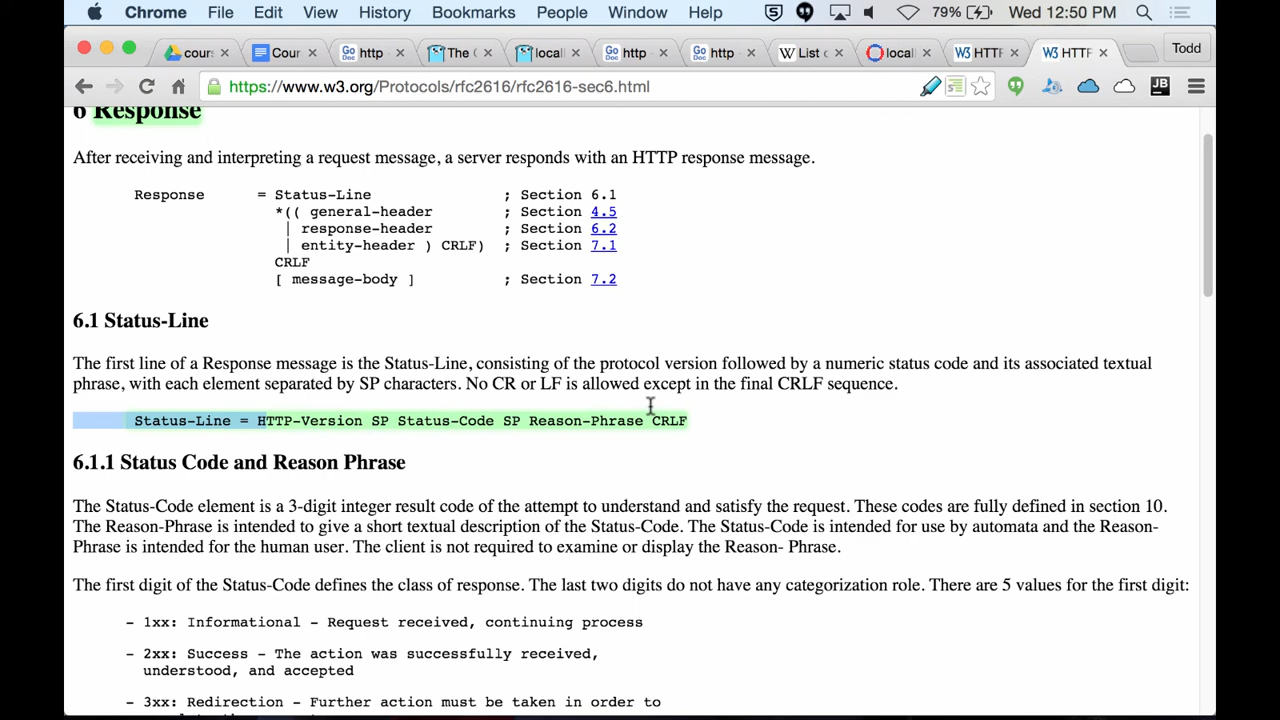 Chrome File Edit View History Bookmarks People Window Help 79% Wed 12:50 PM
cours Cour Go Doc http The C locall Go Doc http Go Doc http W List c locall W3 HTTP W3 HTTP Todd
https://www.w3.org/Protocols/rfc2616/rfc2616-sec6.html JB
6 Response
After receiving and interpreting a request message, a server responds with an HTTP response message.
Response = Status-Line ; Section 6.1
*(( general-header ; Section 4.5
| response-header ; Section 6.2
| entity-header ) CRLF) ; Section 7.1
CRLF
[ message-body ] ; Section 7.2
6.1 Status-Line
The first line of a Response message is the Status-Line, consisting of the protocol version followed by a numeric status code and its associated textual
phrase, with each element separated by SP characters. No CR or LF is allowed except in the final CRLF sequence.
Status-Line = HTTP-Version SP Status-Code SP Reason-Phrase CRLF
6.1.1 Status Code and Reason Phrase
The Status-Code element is a 3-digit integer result code of the attempt to understand and satisfy the request. These codes are fully defined in section 10.
The Reason-Phrase is intended to give a short textual description of the Status-Code. The Status-Code is intended for use by automata and the Reason-
Phrase is intended for the human user. The client is not required to examine or display the Reason- Phrase.
The first digit of the Status-Code defines the class of response. The last two digits do not have any categorization role. There are 5 values for the first digit:
- 1xx: Informational - Request received, continuing process
- 2xx: Success - The action was successfully received,
understood, and accepted
- 3xx: Redirection - Further action must be taken in order to